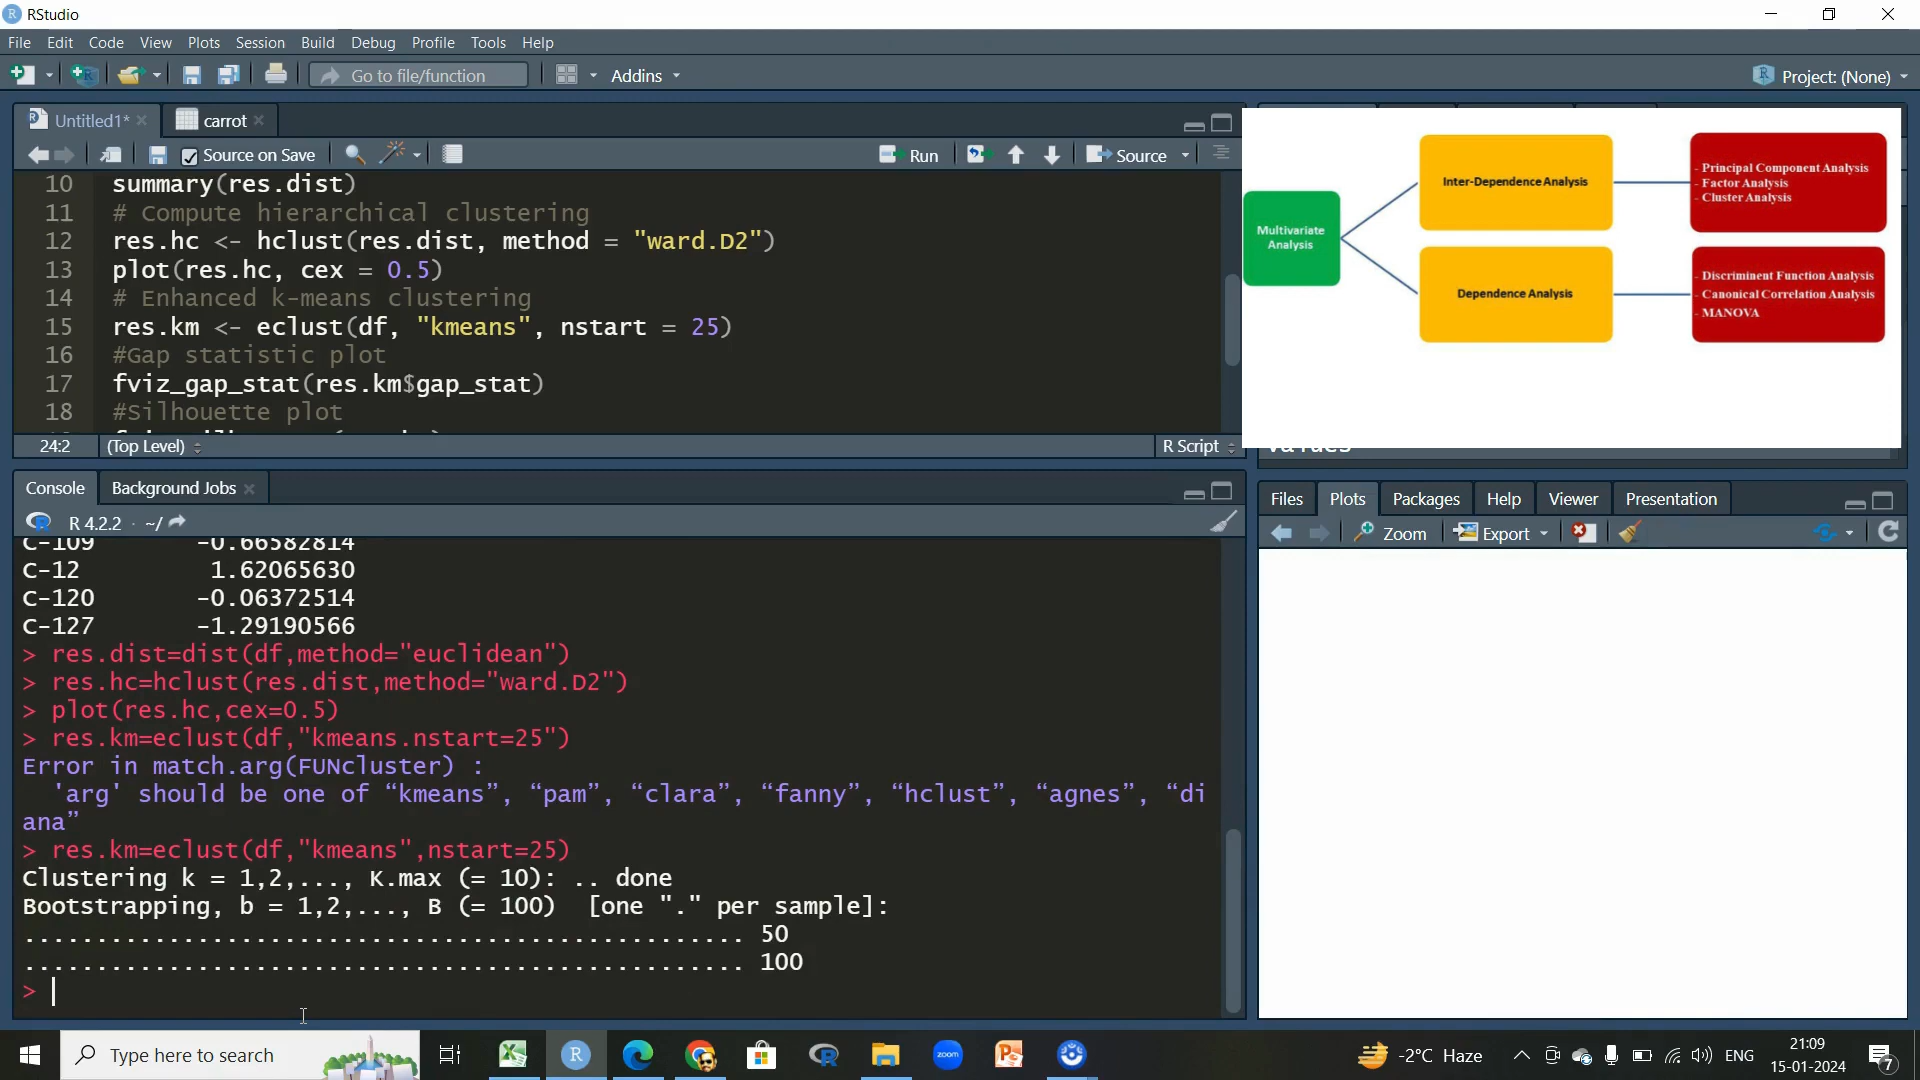 RStudio
File Edit Code View Plots Session Build Debug Profile Tools Help
Go to file/function Addins Project: (None)
Untitled1* carrot
Source on Save Run Source
10 summary(res.dist)
11 # Compute hierarchical clustering
12 res.hc <- hclust(res.dist, method = "ward.D2")
13 plot(res.hc, cex = 0.5)
14 # Enhanced k-means clustering
15 res.km <- eclust(df, "kmeans", nstart = 25)
16 #Gap statistic plot
17 fviz_gap_stat(res.km$gap_stat)
18 #Silhouette plot
24:2 (Top Level) R Script
Multivariate
Analysis
Inter-Dependence Analysis
- Principal Component Analysis
- Factor Analysis
- Cluster Analysis
Dependence Analysis
- Discriminent Function Analysis
- Canonical Correlation Analysis
- MANOVA
Values
Console Background Jobs
R 4.2.2 · ~/
C-109 -0.66582814
C-12 1.62065630
C-120 -0.06372514
C-127 -1.29190566
> res.dist=dist(df,method="euclidean")
> res.hc=hclust(res.dist,method="ward.D2")
> plot(res.hc,cex=0.5)
> res.km=eclust(df,"kmeans.nstart=25")
Error in match.arg(FUNcluster) :
'arg' should be one of “kmeans”, “pam”, “clara”, “fanny”, “hclust”, “agnes”, “di
ana”
> res.km=eclust(df,"kmeans",nstart=25)
Clustering k = 1,2,..., K.max (= 10): .. done
Bootstrapping, b = 1,2,..., B (= 100) [one "." per sample]:
.................................................. 50
.................................................. 100
>
Files Plots Packages Help Viewer Presentation
Zoom Export
Type here to search
zoom
-2°C Haze ENG
21:09
15-01-2024
7